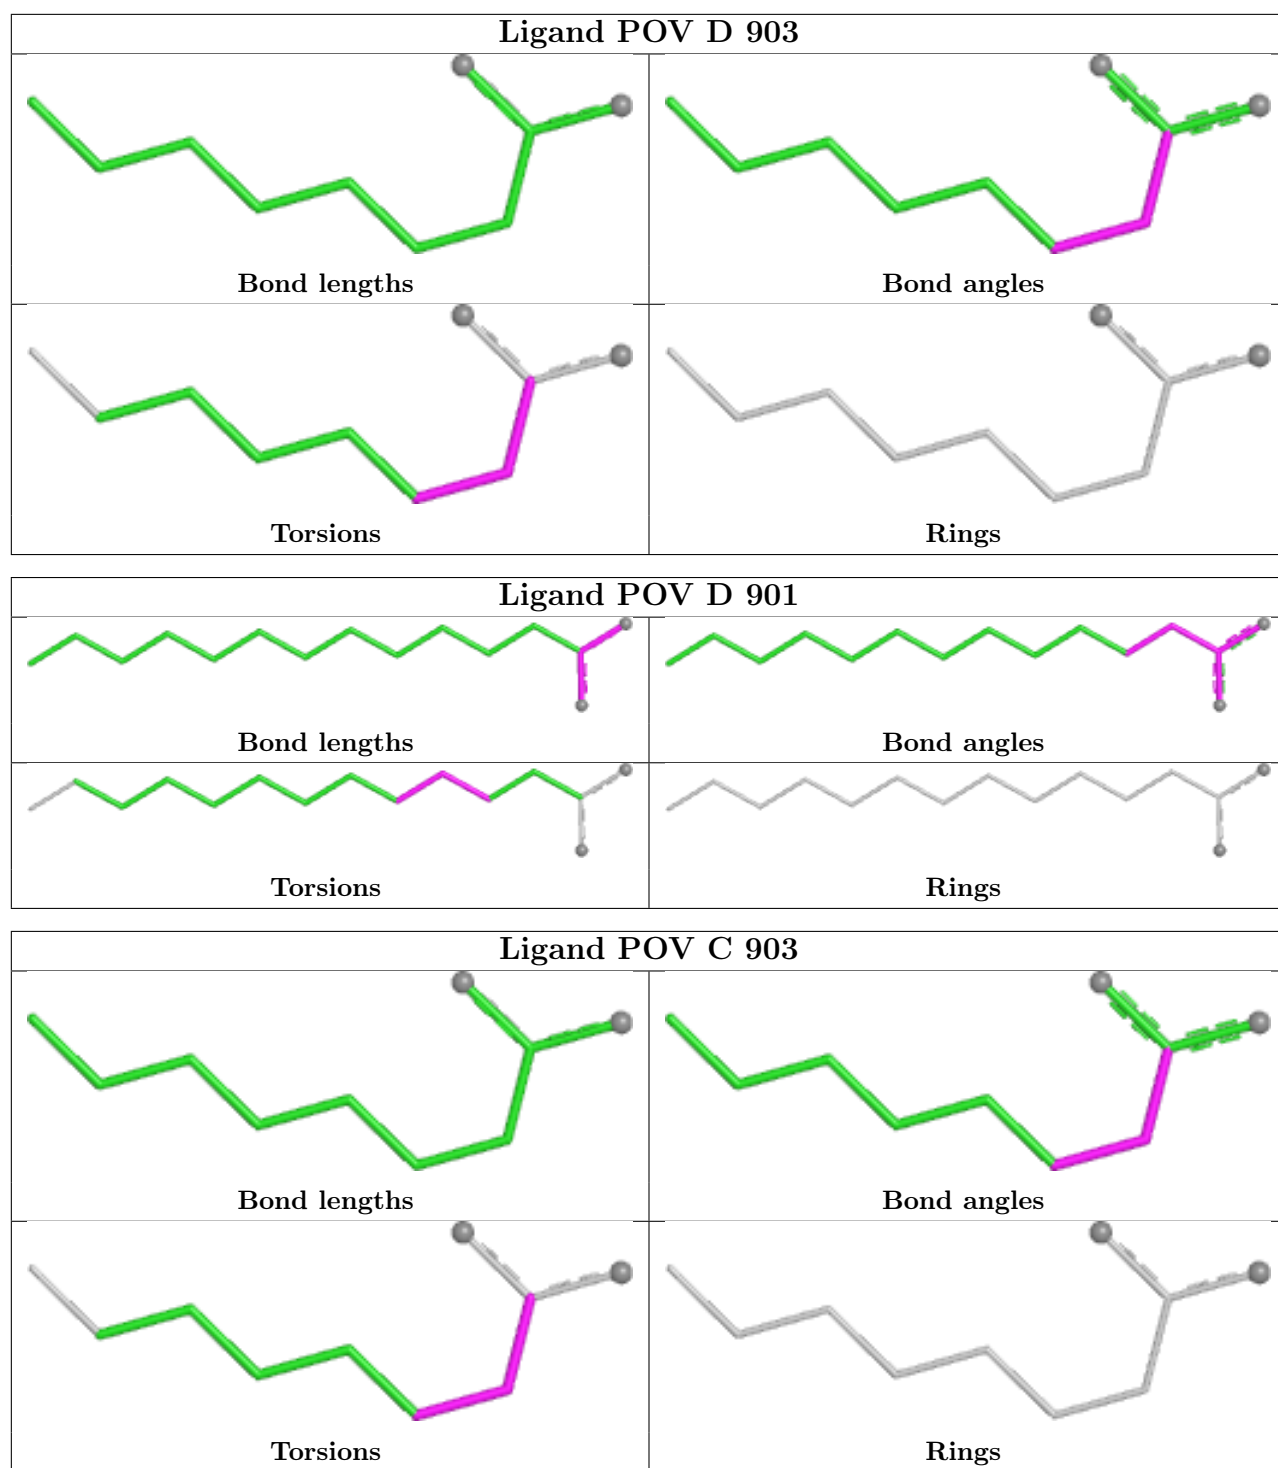 Ligand POV D 903
Bond lengths
Bond angles
Torsions
Rings
Ligand POV D 901
Bond lengths
Bond angles
Torsions
Rings
Ligand POV C 903
Bond lengths
Bond angles
Torsions
Rings